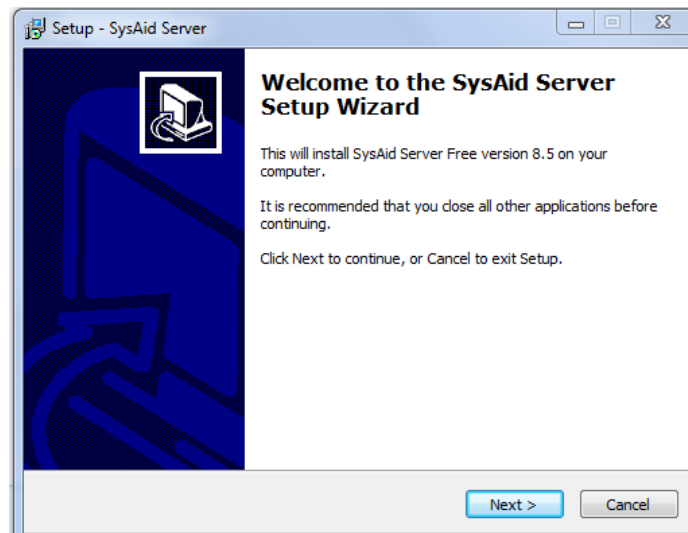 Setup - SysAid Server
Welcome to the SysAid Server
Setup Wizard
This will install SysAid Server Free version 8.5 on your
computer.
It is recommended that you close all other applications before
continuing.
Click Next to continue, or Cancel to exit Setup.
Next >
Cancel